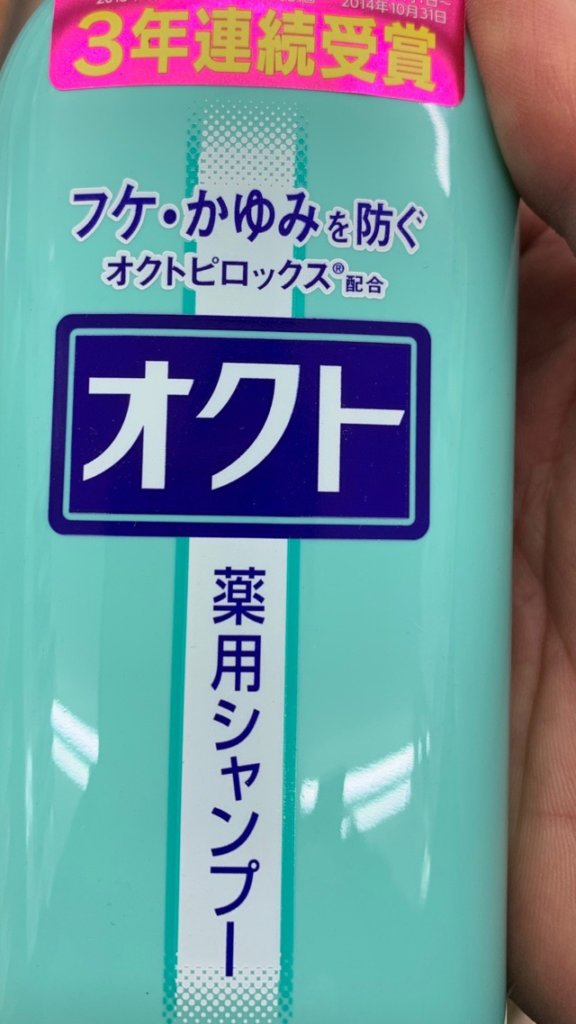 2014年10月31日
3年連続受賞
フケ・かゆみを防ぐ
オクトピロックス®配合
オクト
薬用シャンプー